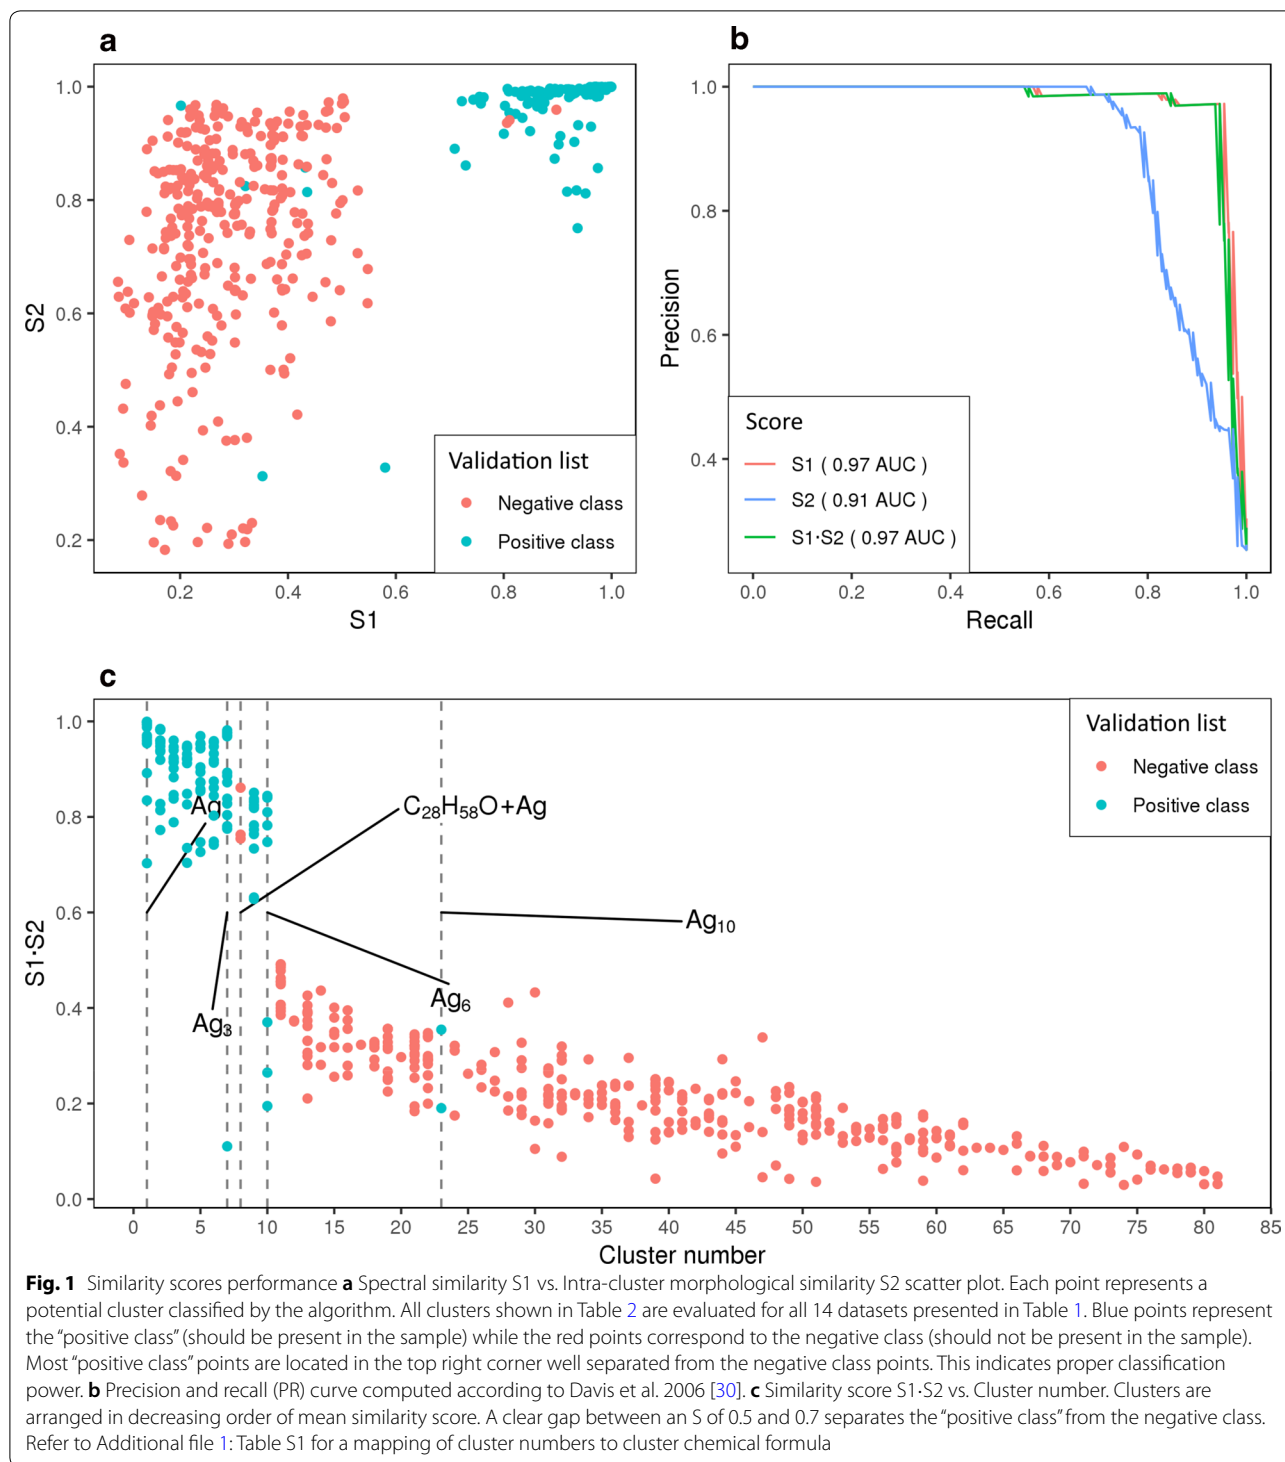 a
1.0
0.8
0.6
0.4
0.2
S2
0.2
0.4
0.6
0.8
1.0
S1
Validation list
Negative class
Positive class
b
1.0
0.8
0.6
0.4
Precision
0.0
0.2
0.4
0.6
0.8
1.0
Recall
Score
S1 ( 0.97 AUC )
S2 ( 0.91 AUC )
S1·S2 ( 0.97 AUC )
c
1.0
0.8
0.6
0.4
0.2
0.0
S1·S2
Validation list
Negative class
Positive class
Ag
C₂₈H₅₈O+Ag
Ag₁₀
Ag₆
Ag₃
0 5 10 15 20 25 30 35 40 45 50 55 60 65 70 75 80 85
Cluster number
Fig. 1 Similarity scores performance a Spectral similarity S1 vs. Intra-cluster morphological similarity S2 scatter plot. Each point represents a
potential cluster classified by the algorithm. All clusters shown in Table 2 are evaluated for all 14 datasets presented in Table 1. Blue points represent
the “positive class” (should be present in the sample) while the red points correspond to the negative class (should not be present in the sample).
Most “positive class” points are located in the top right corner well separated from the negative class points. This indicates proper classification
power. b Precision and recall (PR) curve computed according to Davis et al. 2006 [30]. c Similarity score S1·S2 vs. Cluster number. Clusters are
arranged in decreasing order of mean similarity score. A clear gap between an S of 0.5 and 0.7 separates the “positive class” from the negative class.
Refer to Additional file 1: Table S1 for a mapping of cluster numbers to cluster chemical formula